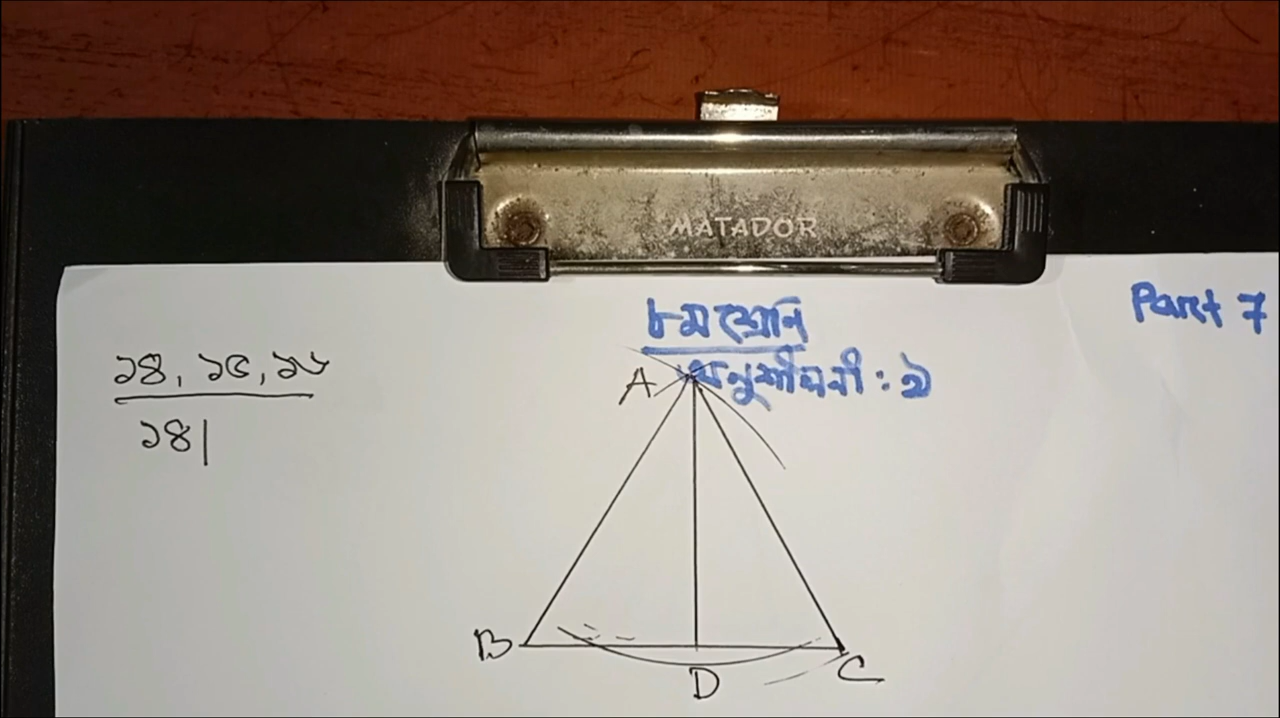 MATADOR
৮ম শ্রেনি
Part 7
অনুশীলনী : ৯
১৪, ১৫, ১৬
১৪|
A
B
D
C